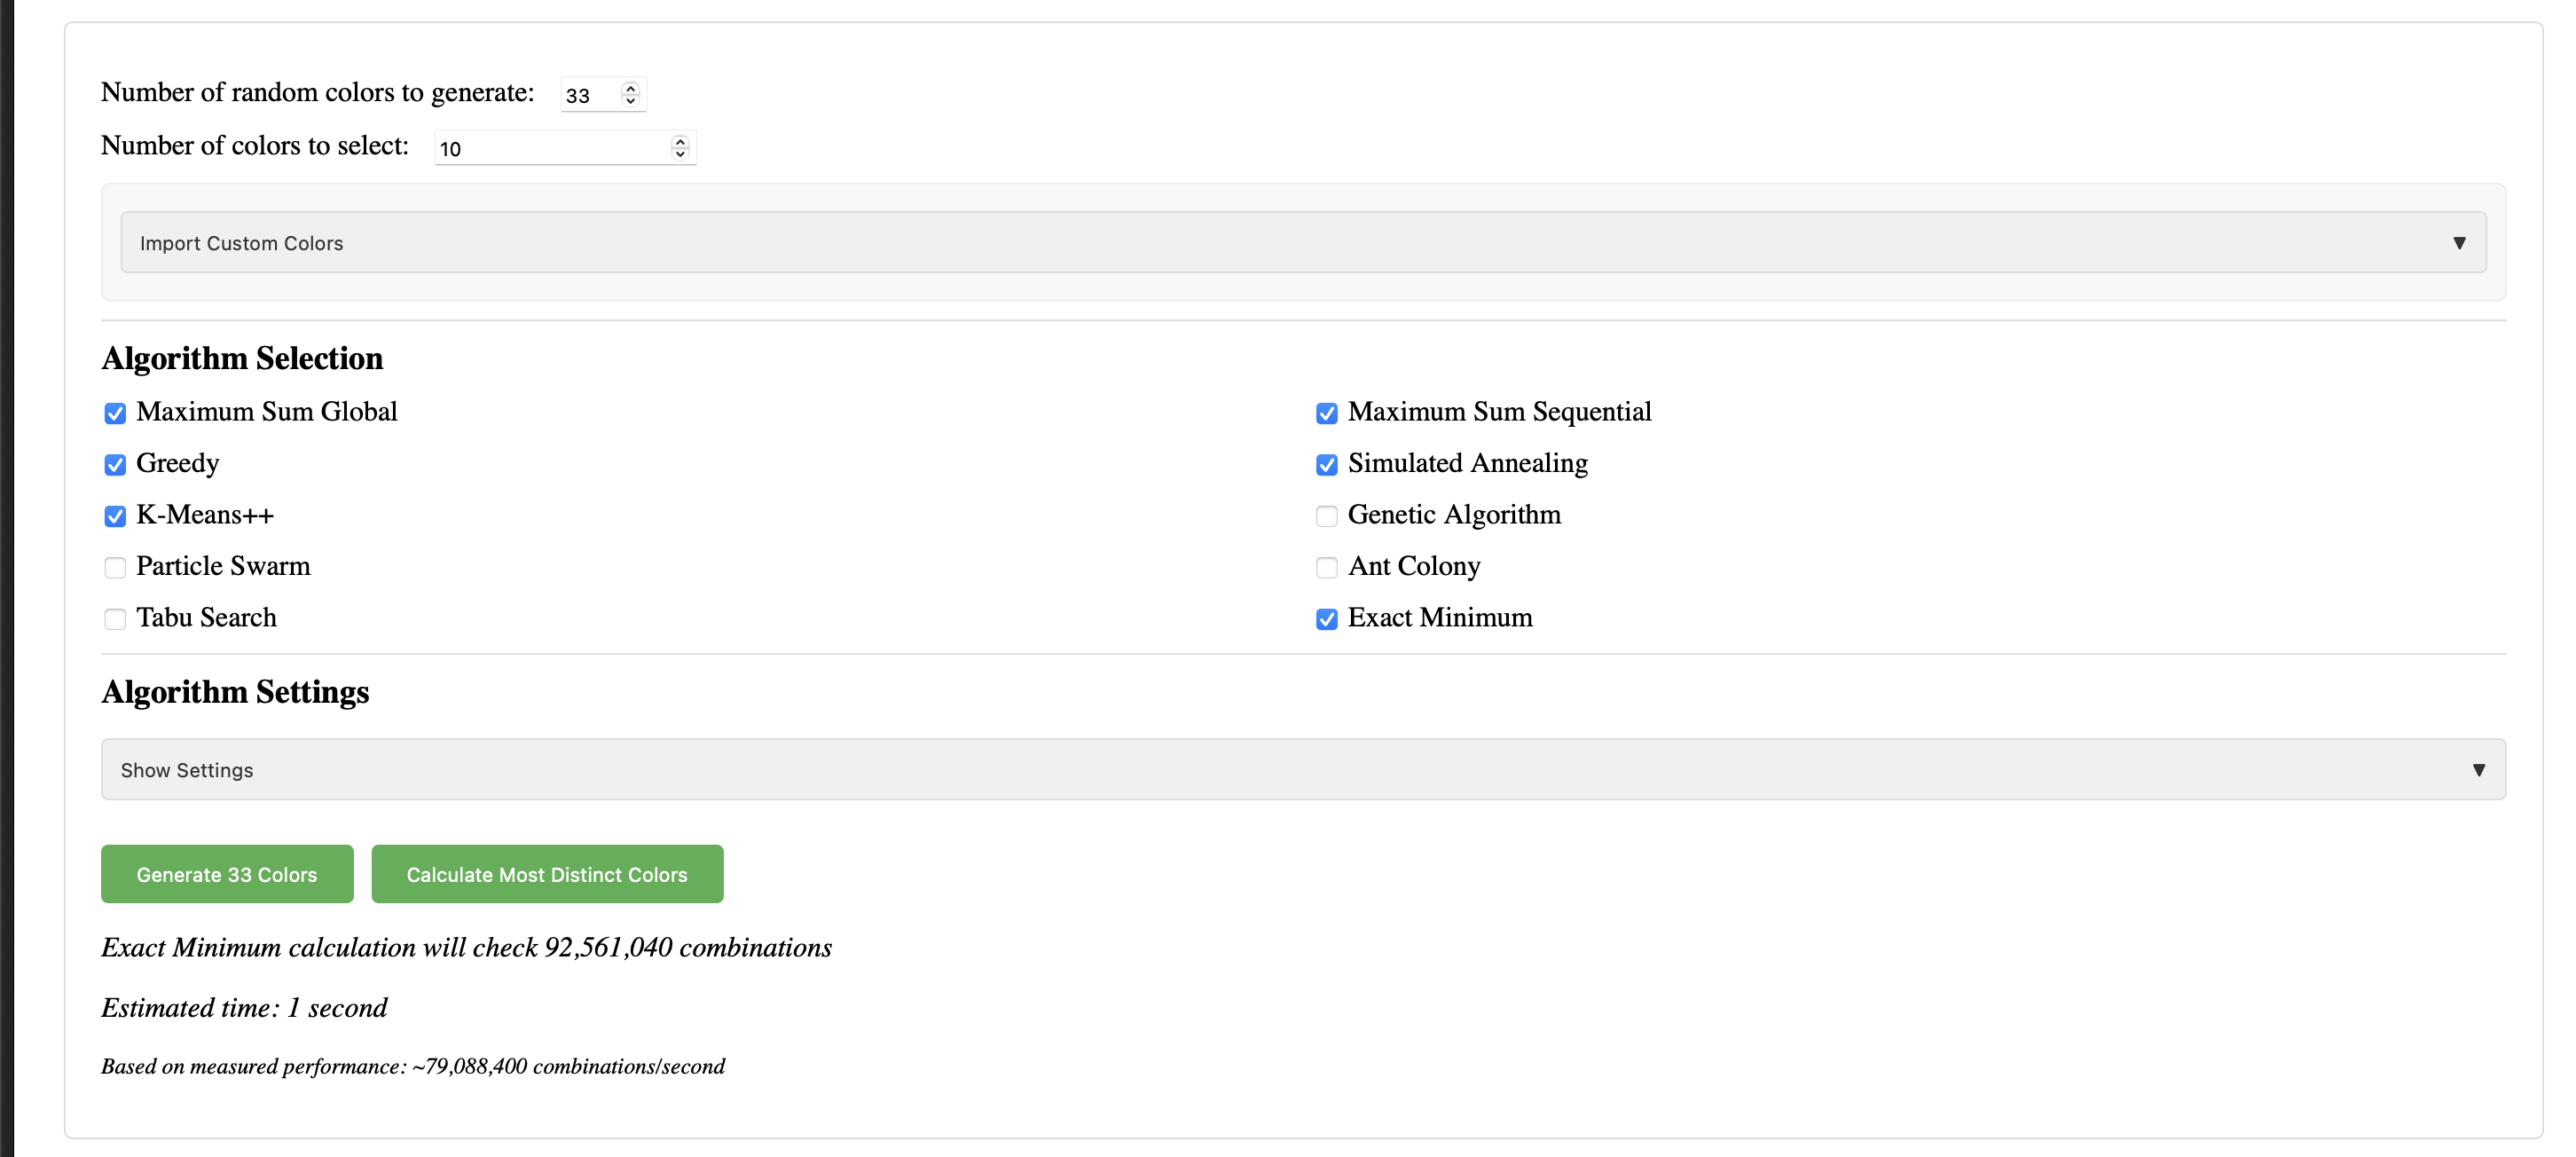 Number of random colors to generate: 33
Number of colors to select: 10
Import Custom Colors ▼
Algorithm Selection
Maximum Sum Global
Maximum Sum Sequential
Greedy
Simulated Annealing
K-Means++
Genetic Algorithm
Particle Swarm
Ant Colony
Tabu Search
Exact Minimum
Algorithm Settings
Show Settings ▼
Generate 33 Colors
Calculate Most Distinct Colors
Exact Minimum calculation will check 92,561,040 combinations
Estimated time: 1 second
Based on measured performance: ~79,088,400 combinations/second